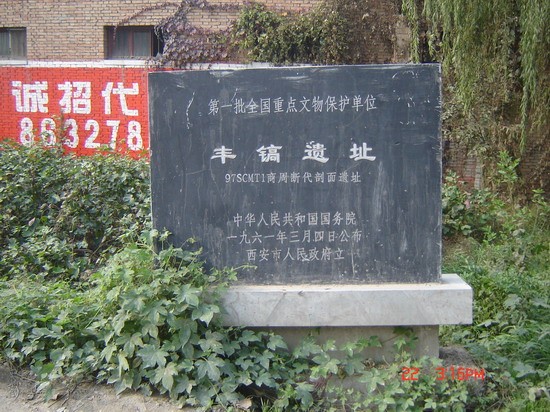 诚招代
863278
第一批全国重点文物保护单位
丰镐遗址
97SCMT1商周断代剖面遗址
中华人民共和国国务院
一九六一年三月四日公布
西安市人民政府立